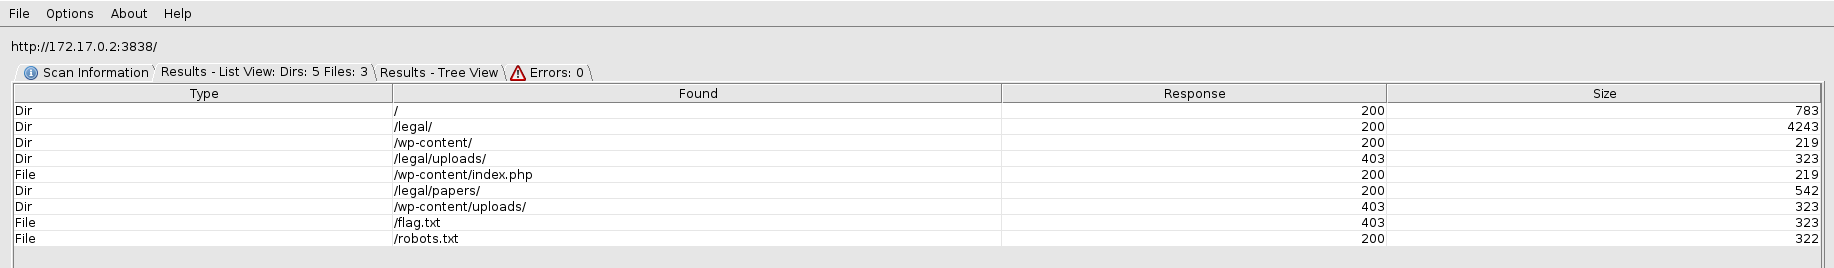 File Options About Help
http://172.17.0.2:3838/
Scan Information Results - List View: Dirs: 5 Files: 3 Results - Tree View Errors: 0
Type Found Response Size
Dir / 200 783
Dir /legal/ 200 4243
Dir /wp-content/ 200 219
Dir /legal/uploads/ 403 323
File /wp-content/index.php 200 219
Dir /legal/papers/ 200 542
Dir /wp-content/uploads/ 403 323
File /flag.txt 403 323
File /robots.txt 200 322